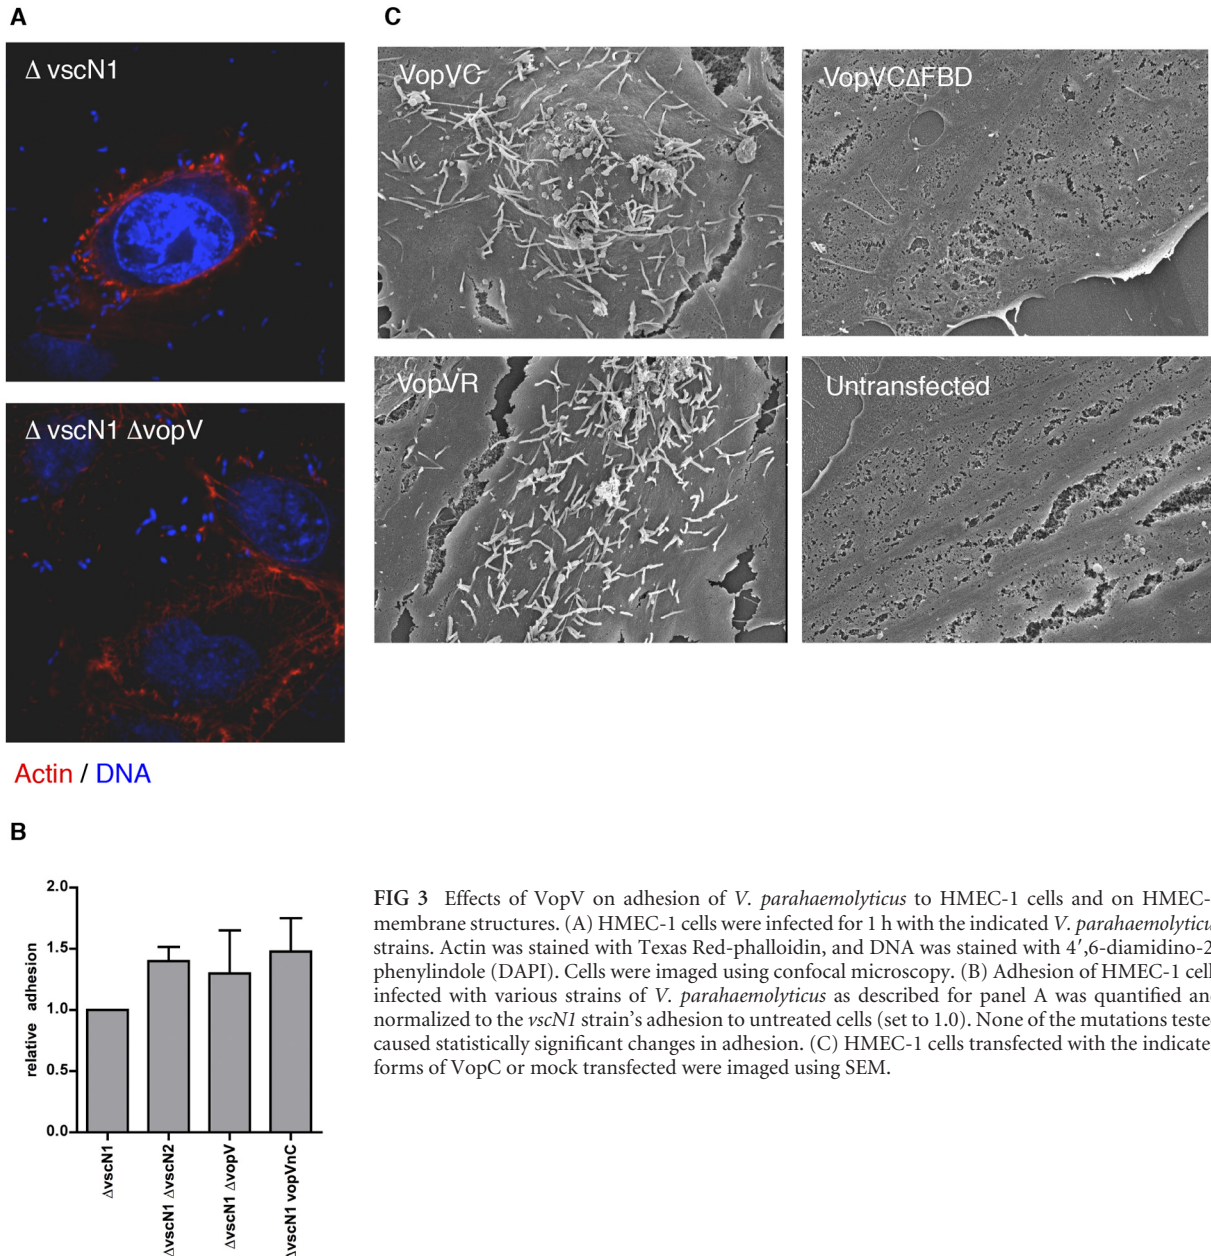 A
C
Δ vscN1
VopVC
VopVCΔFBD
Δ vscN1 ΔvopV
VopVR
Untransfected
Actin / DNA
B
2.0
1.5
1.0
0.5
0.0
relative adhesion
ΔvscN1
ΔvscN1 ΔvscN2
ΔvscN1 ΔvopV
ΔvscN1 vopVnC
FIG 3 Effects of VopV on adhesion of V. parahaemolyticus to HMEC-1 cells and on HMEC-
membrane structures. (A) HMEC-1 cells were infected for 1 h with the indicated V. parahaemolyticu
strains. Actin was stained with Texas Red-phalloidin, and DNA was stained with 4′,6-diamidino-2
phenylindole (DAPI). Cells were imaged using confocal microscopy. (B) Adhesion of HMEC-1 cell
infected with various strains of V. parahaemolyticus as described for panel A was quantified an
normalized to the vscN1 strain's adhesion to untreated cells (set to 1.0). None of the mutations teste
caused statistically significant changes in adhesion. (C) HMEC-1 cells transfected with the indicate
forms of VopC or mock transfected were imaged using SEM.